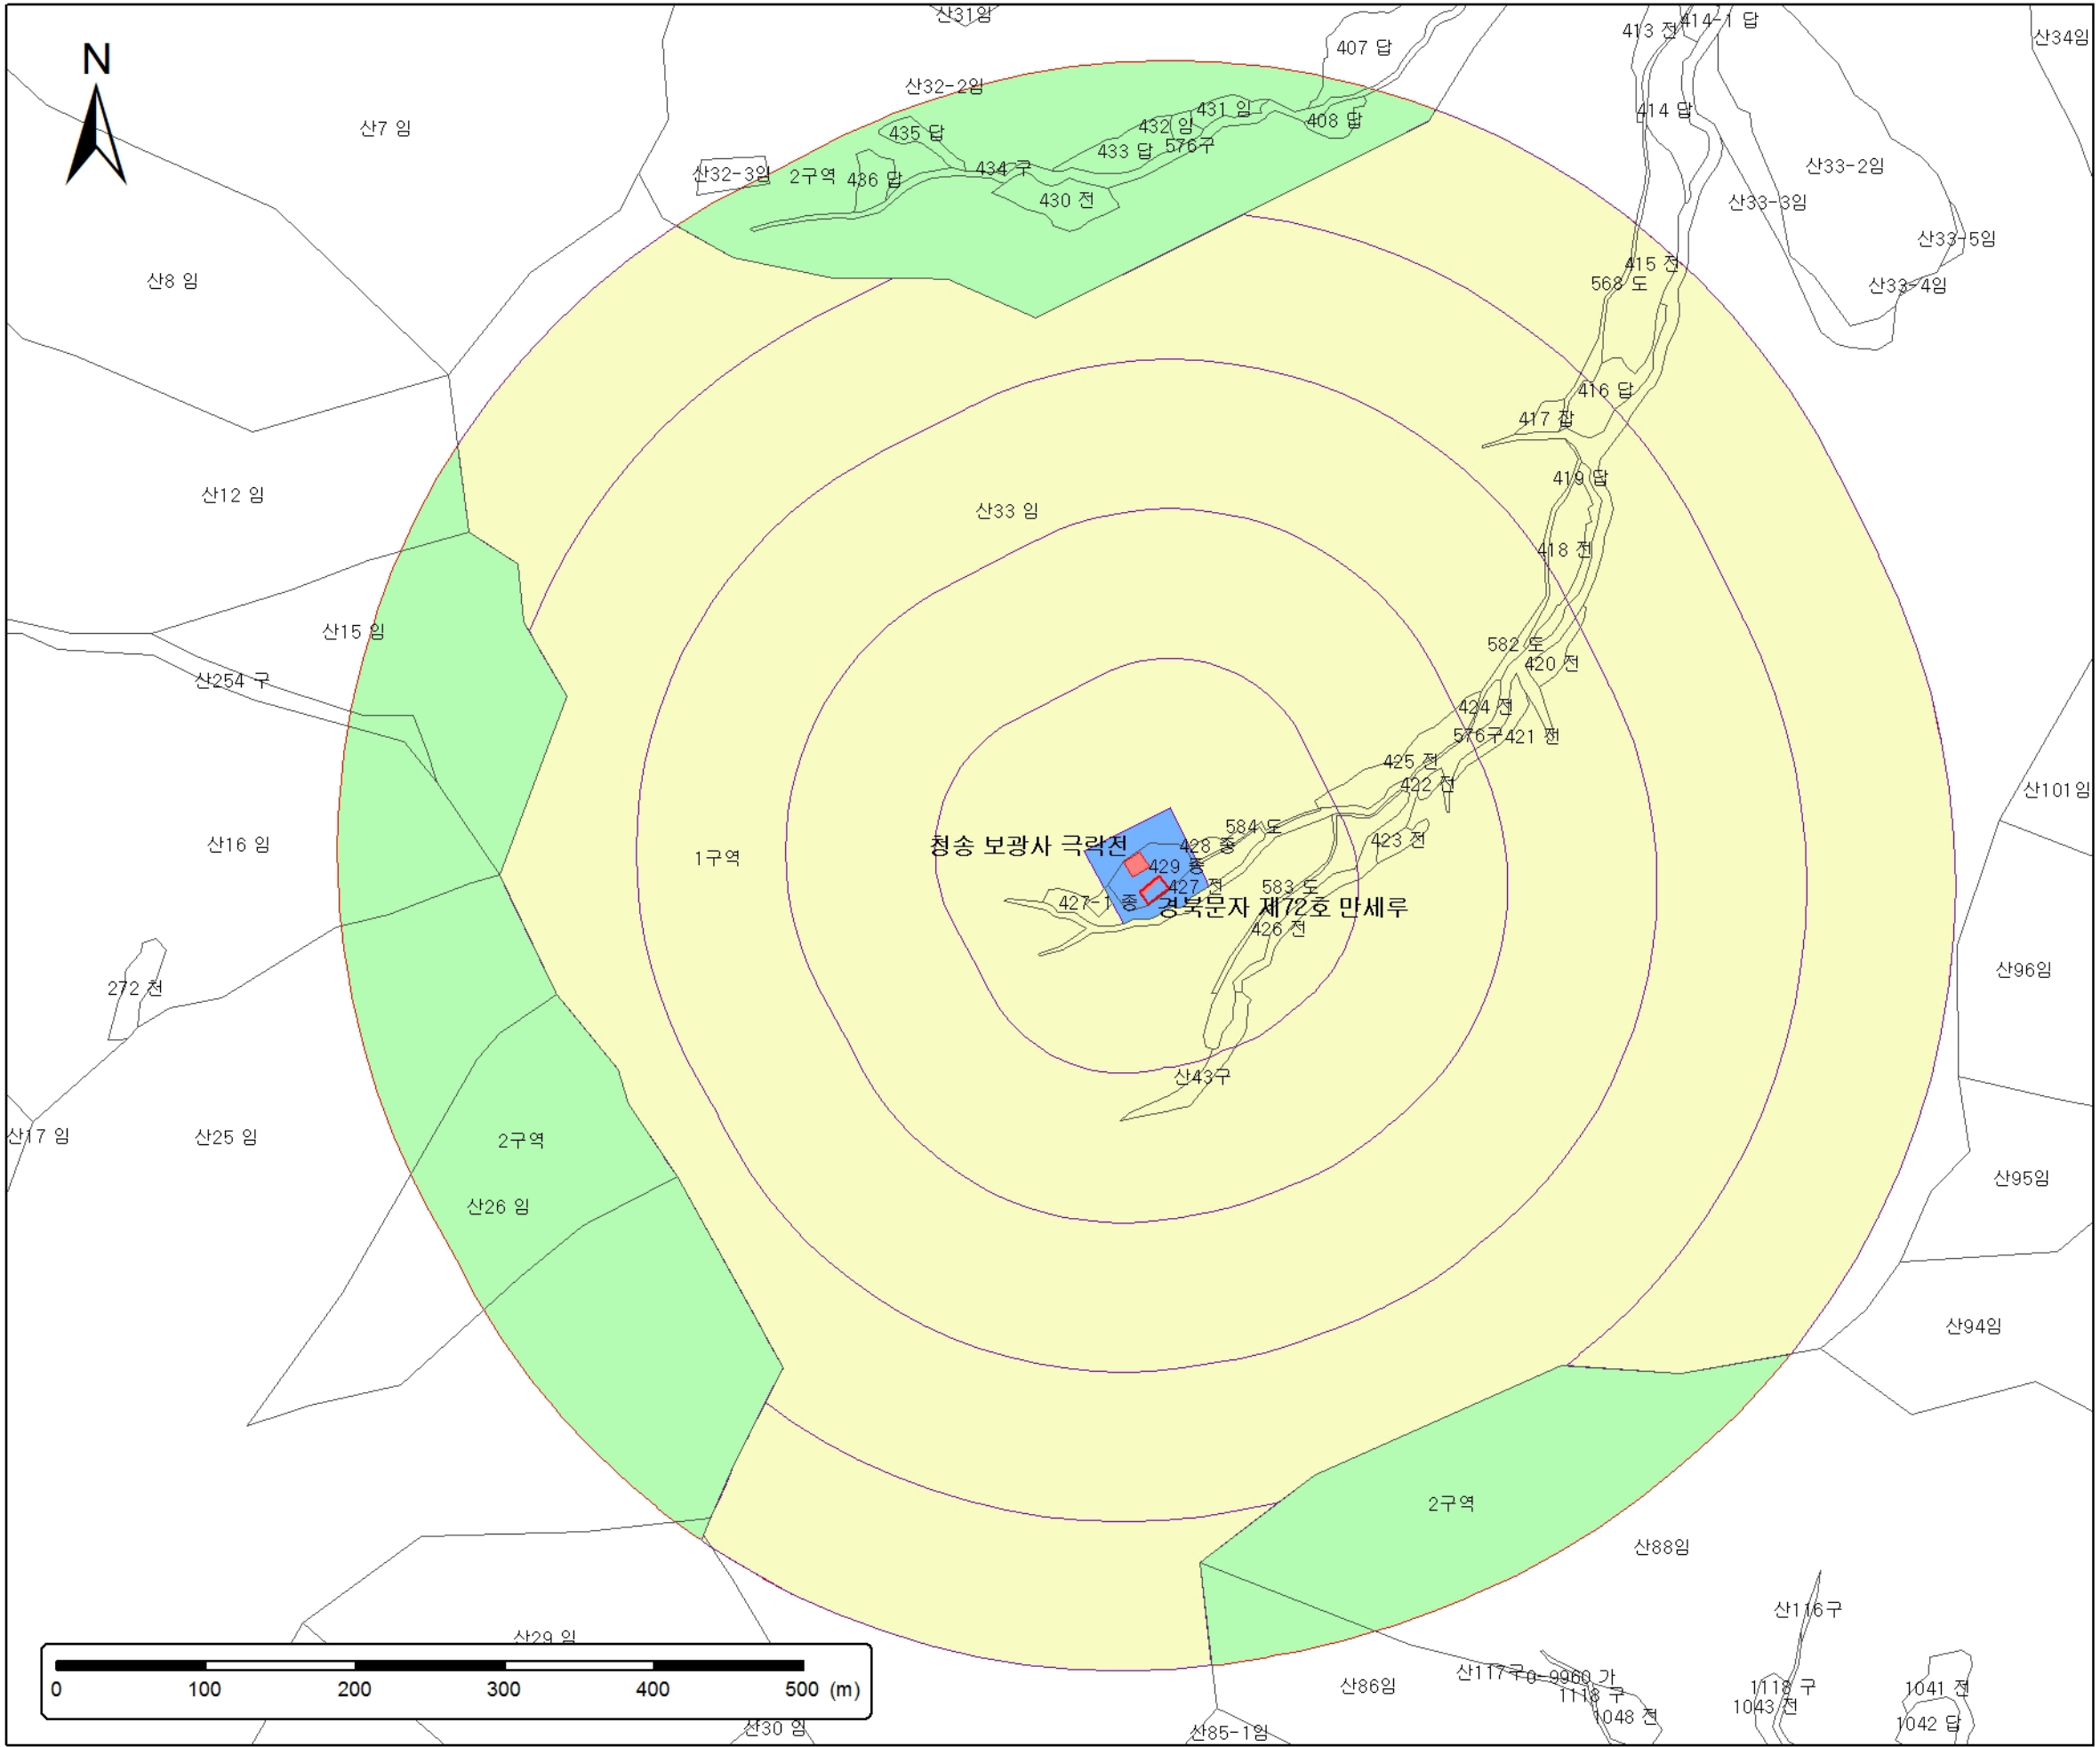 산31임
414-1 답
413 전
산34임
407 답
N
산32-2임
431 임
414 답
408 답
산7 임
432 임
435 답
576구
433 답
434 구
산33-2임
산32-3임
2구역
436 답
430 전
산33-3임
산33-5임
415 전
568 도
산8 임
산33-4임
416 답
417 잡
419 답
산12 임
산33 임
418 전
산15 임
582 도
420 전
산254 구
424 전
576구
421 전
425 전
422 전
산101임
584 도
423 전
산16 임
청송 보광사 극락전
428 종
1구역
429 종
427 전
583 도
427-1 종
경북문자 제72호 만세루
426 전
산96임
272 천
산43구
산17 임
산25 임
2구역
산95임
산26 임
산94임
2구역
산88임
산116구
산29 임
산117구
0-9960 가
산86임
1118 구
1118 구
1041 전
1043 전
1048 전
1042 답
0 100 200 300 400 500 (m)
산30 임
산85-1임